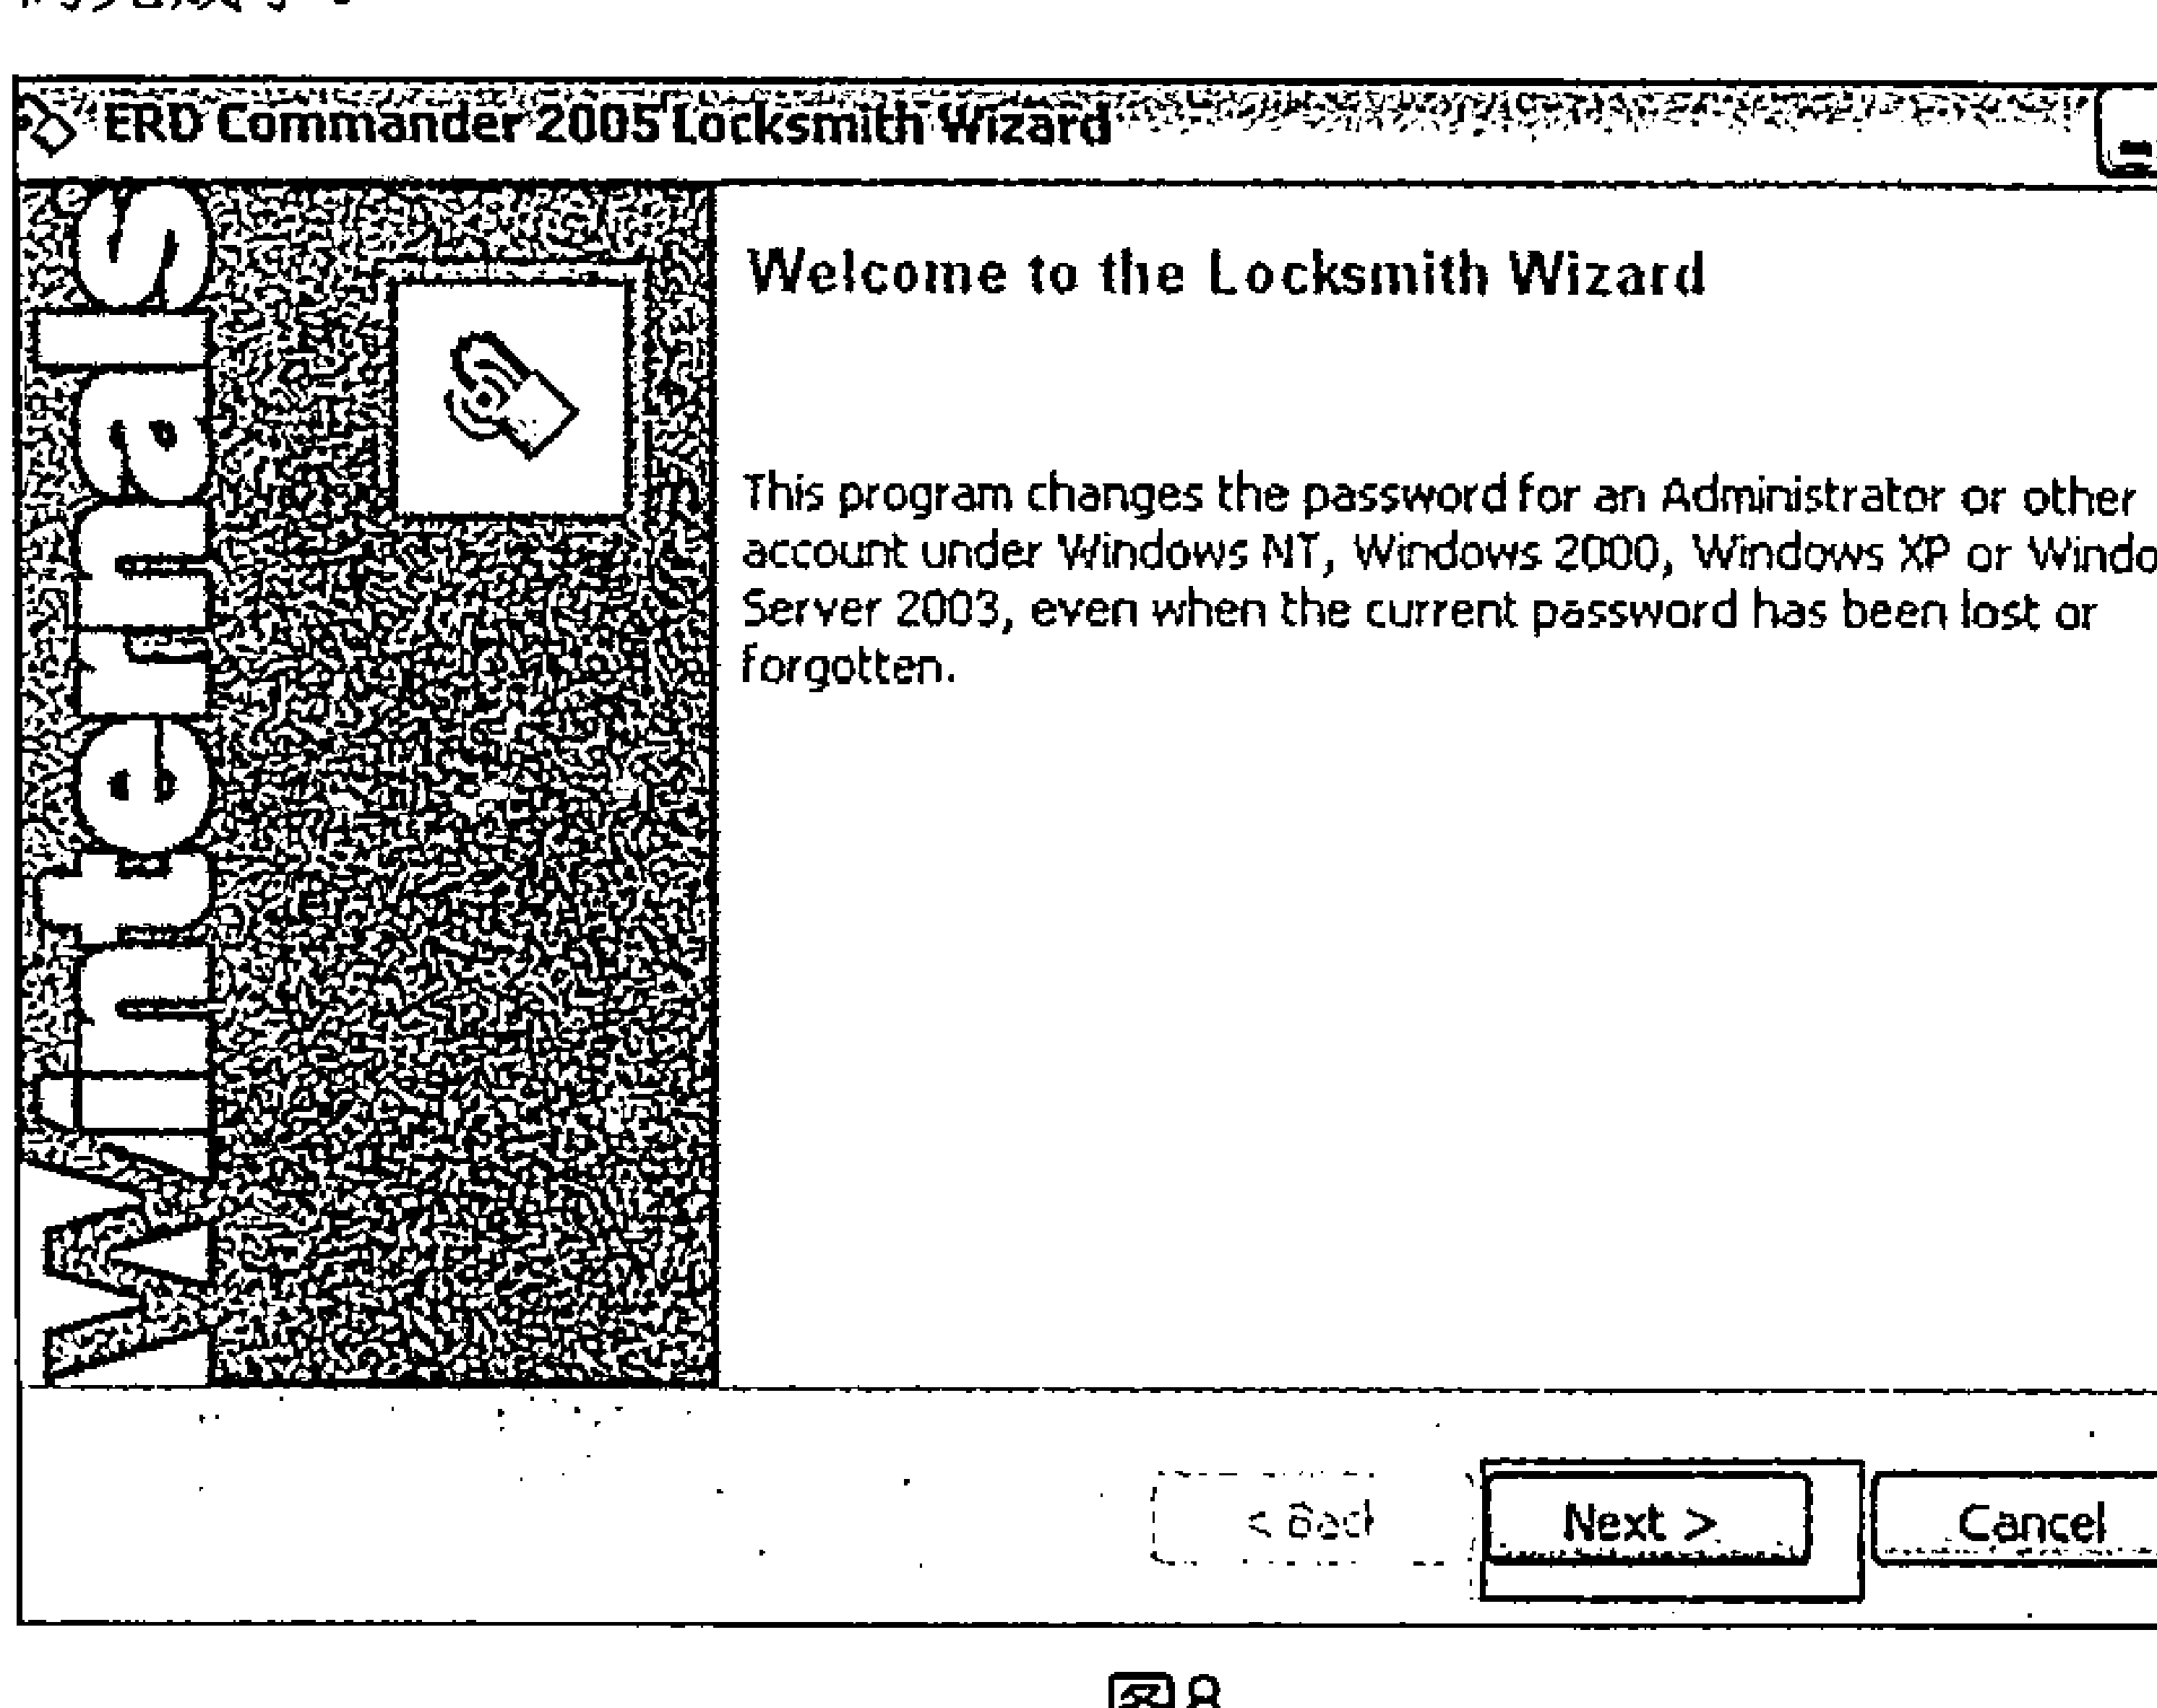 ERD Commander 2005 Locksmith Wizard
Winternals
Welcome to the Locksmith Wizard
This program changes the password for an Administrator or other
account under Windows NT, Windows 2000, Windows XP or Windo
Server 2003, even when the current password has been lost or
forgotten.
< Back
Next >
Cancel
图8